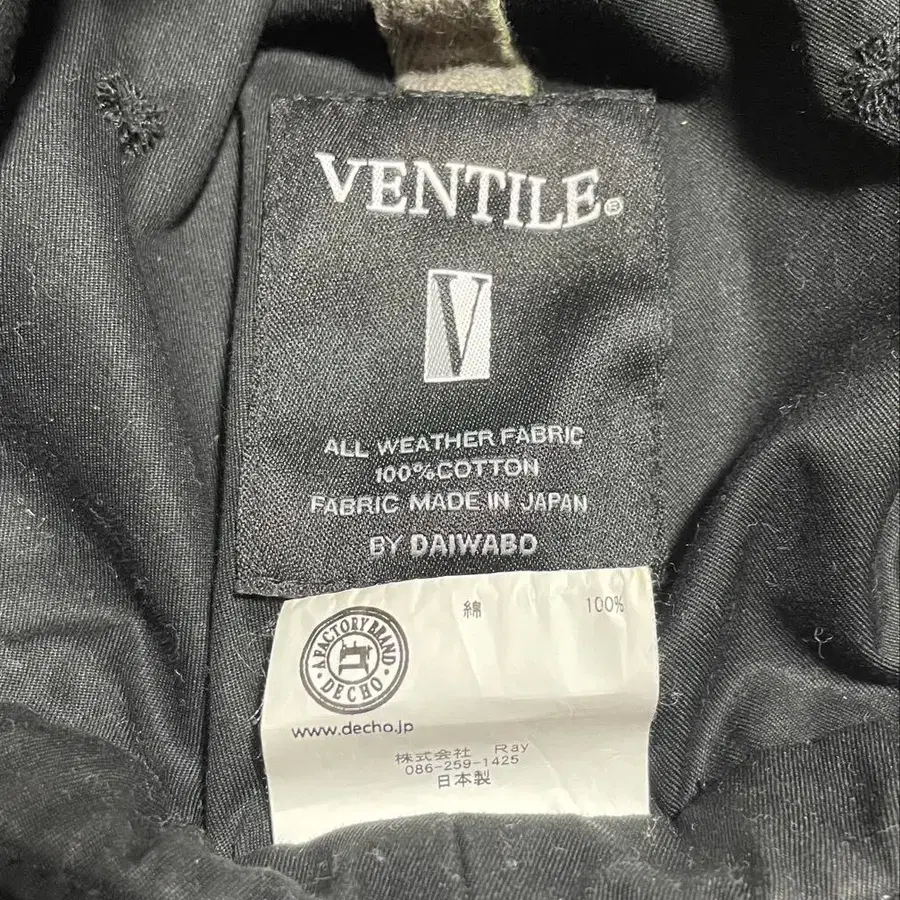 VENTILE®
V
ALL WEATHER FABRIC
100%COTTON
FABRIC MADE IN JAPAN
BY DAIWABO
綿 100%
A FACTORY BRAND
DECHO
www.decho.jp
株式会社 Ray
086-259-1425
日本製